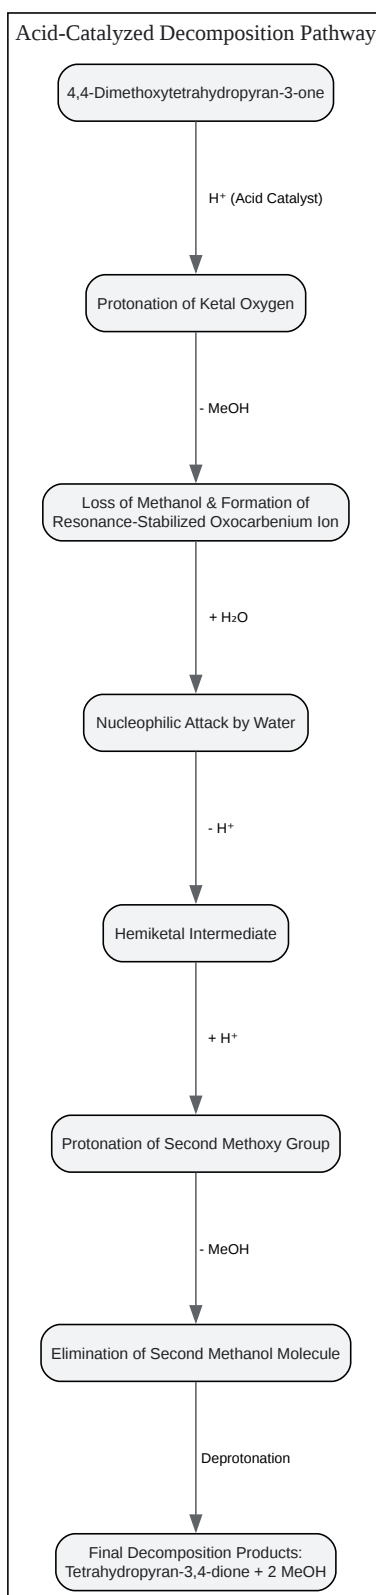 Acid-Catalyzed Decomposition Pathway
4,4-Dimethoxytetrahydropyran-3-one
H⁺ (Acid Catalyst)
Protonation of Ketal Oxygen
- MeOH
Loss of Methanol & Formation of
Resonance-Stabilized Oxocarbenium Ion
+ H₂O
Nucleophilic Attack by Water
- H⁺
Hemiketal Intermediate
+ H⁺
Protonation of Second Methoxy Group
- MeOH
Elimination of Second Methanol Molecule
Deprotonation
Final Decomposition Products:
Tetrahydropyran-3,4-dione + 2 MeOH